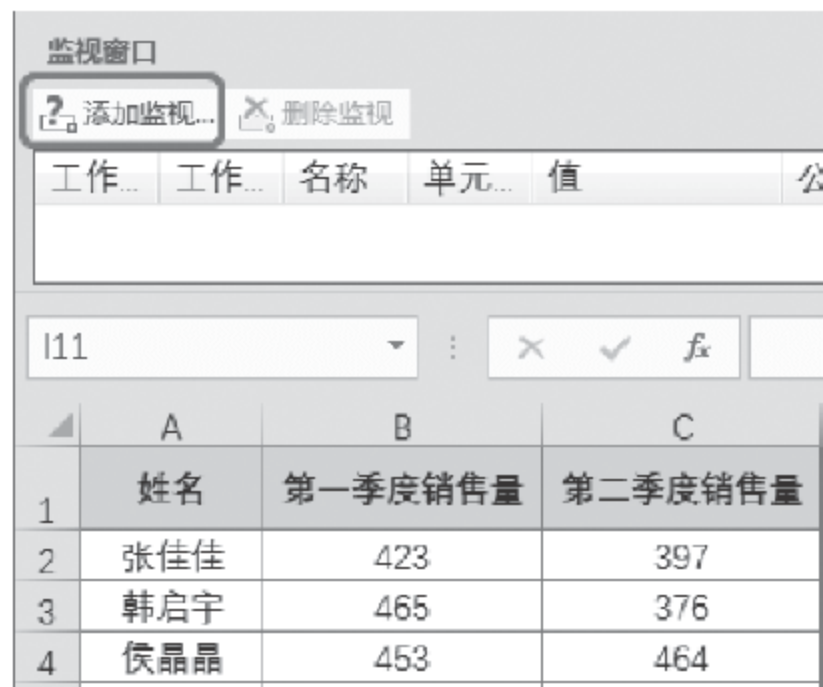 监视窗口
添加监视... 删除监视
工作... 工作... 名称 单元... 值 公
I11 fx
A B C
1 姓名 第一季度销售量 第二季度销售量
2 张佳佳 423 397
3 韩启宇 465 376
4 侯晶晶 453 464